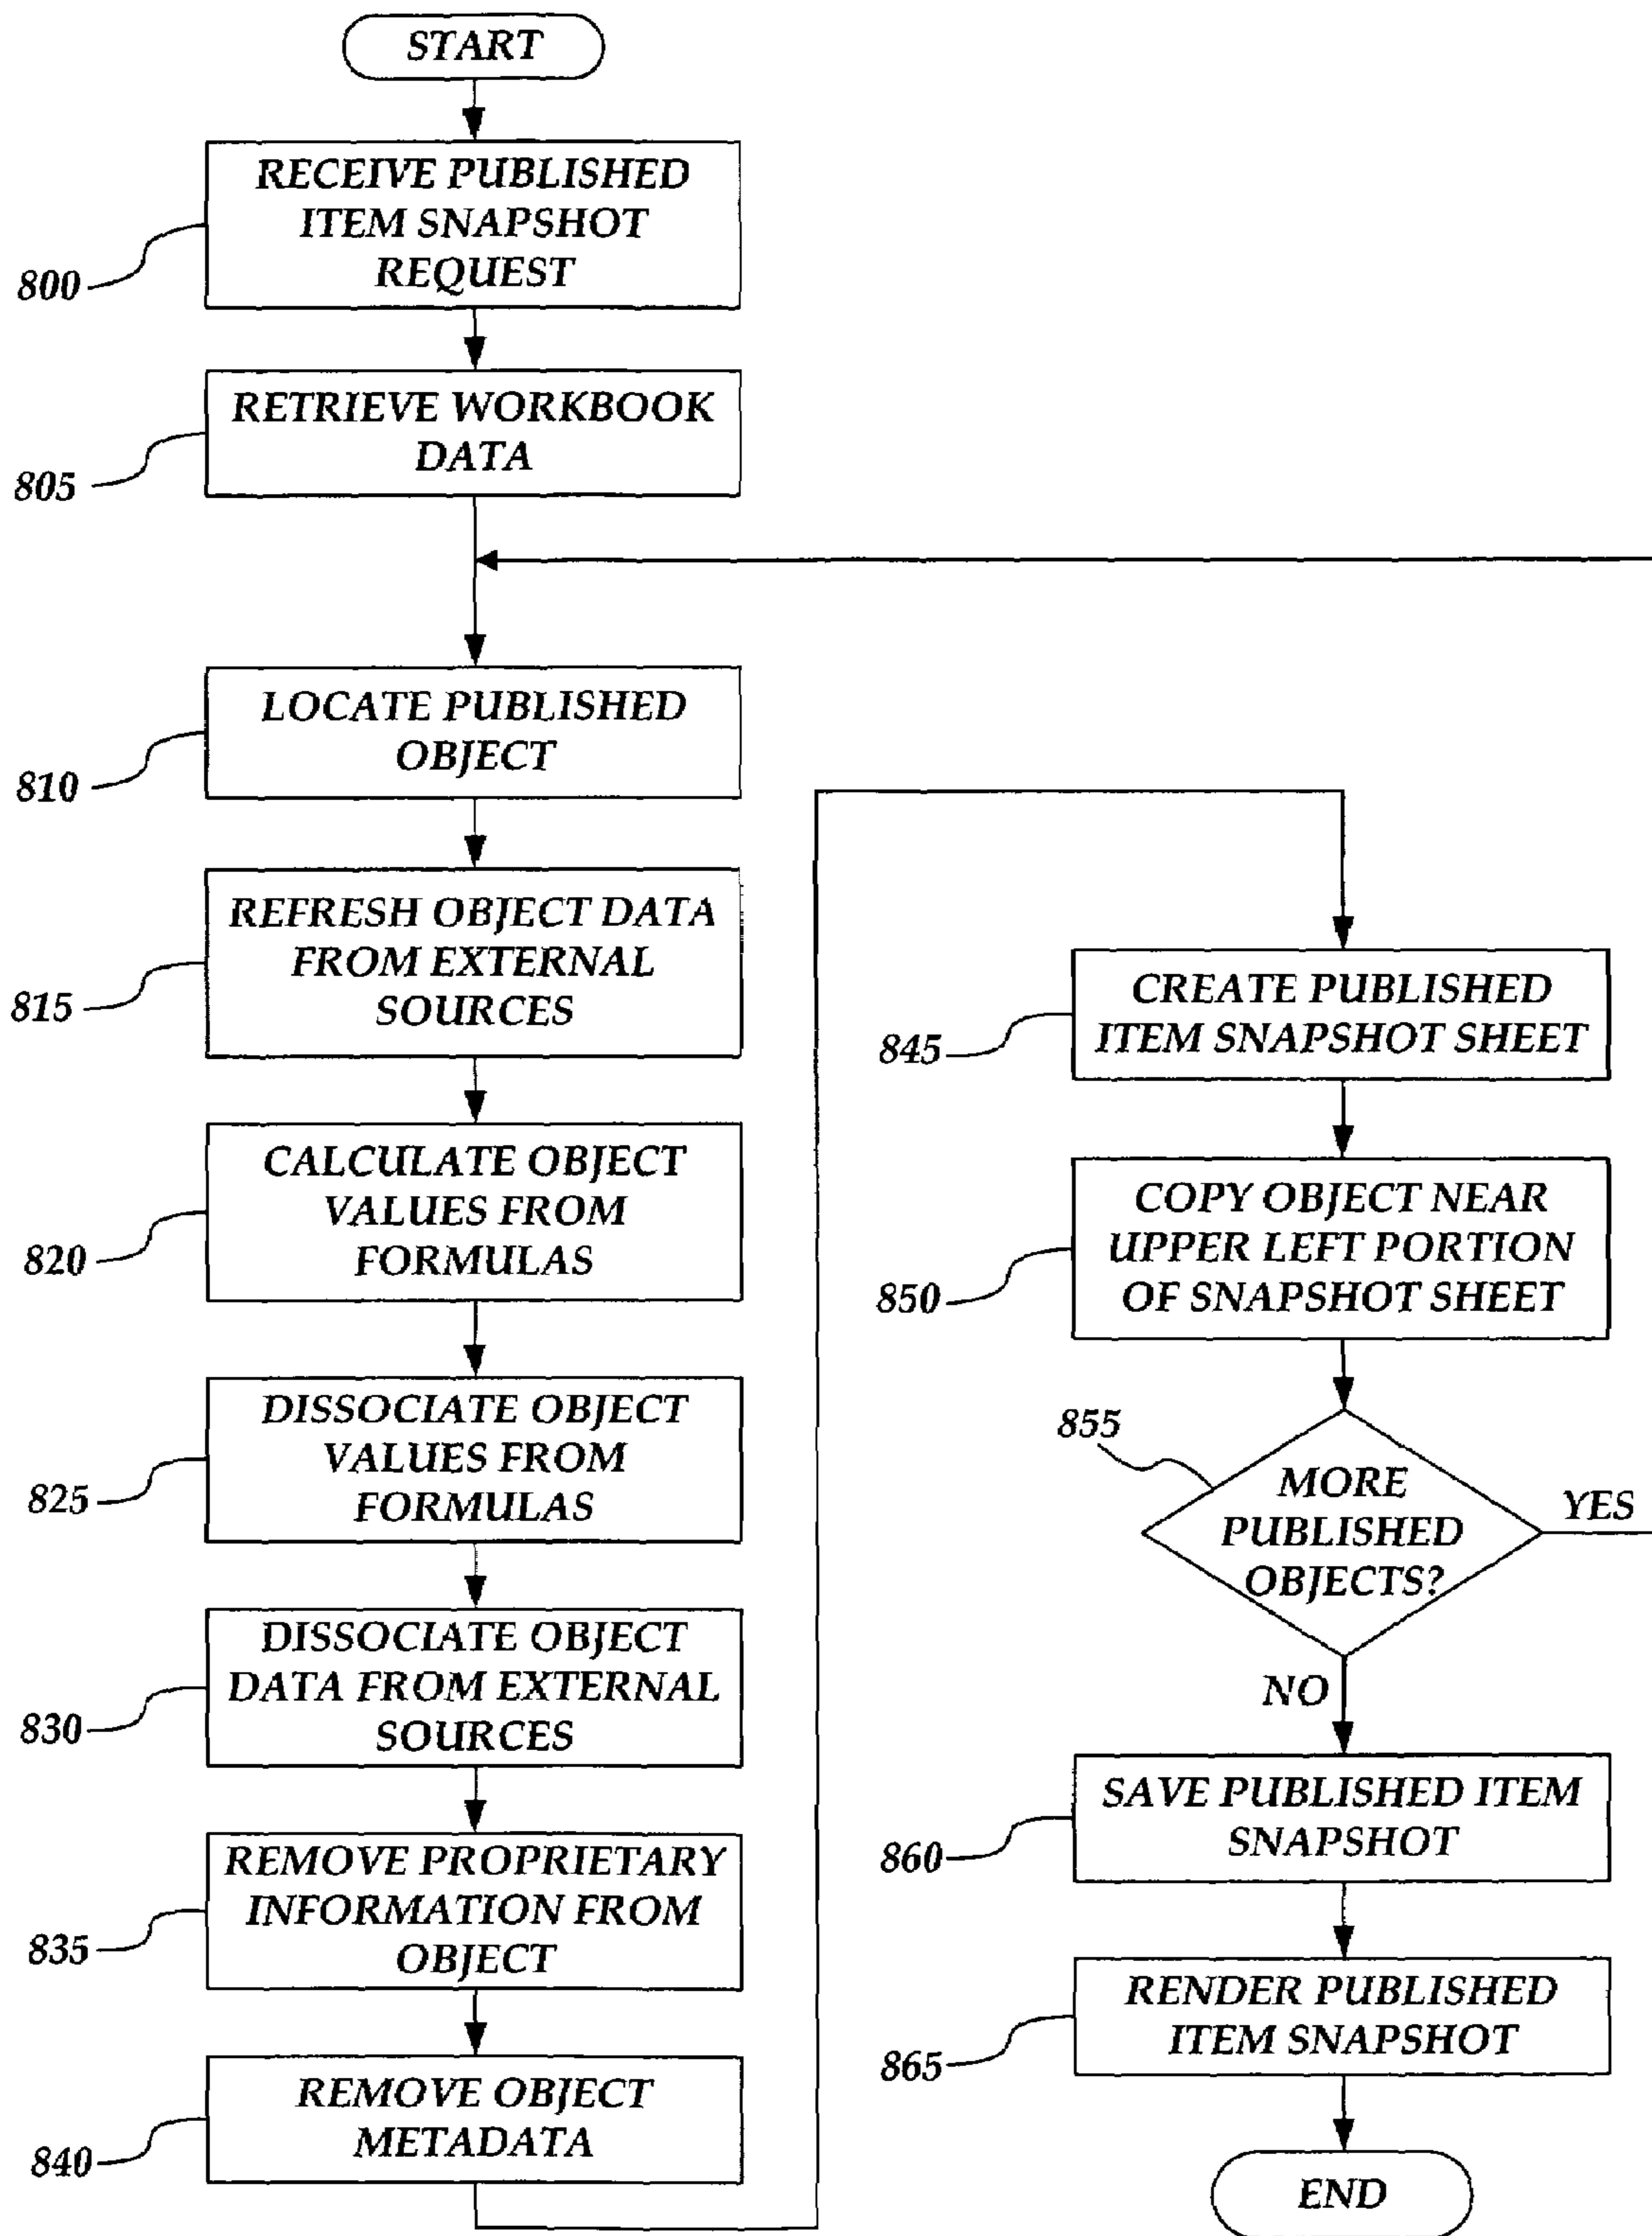 START
RECEIVE PUBLISHED
ITEM SNAPSHOT
REQUEST
800
RETRIEVE WORKBOOK
DATA
805
LOCATE PUBLISHED
OBJECT
810
REFRESH OBJECT DATA
FROM EXTERNAL
SOURCES
815
CALCULATE OBJECT
VALUES FROM
FORMULAS
820
DISSOCIATE OBJECT
VALUES FROM
FORMULAS
825
DISSOCIATE OBJECT
DATA FROM EXTERNAL
SOURCES
830
REMOVE PROPRIETARY
INFORMATION FROM
OBJECT
835
REMOVE OBJECT
METADATA
840
CREATE PUBLISHED
ITEM SNAPSHOT SHEET
845
COPY OBJECT NEAR
UPPER LEFT PORTION
OF SNAPSHOT SHEET
850
855
MORE
PUBLISHED
OBJECTS?
YES
NO
SAVE PUBLISHED ITEM
SNAPSHOT
860
RENDER PUBLISHED
ITEM SNAPSHOT
865
END